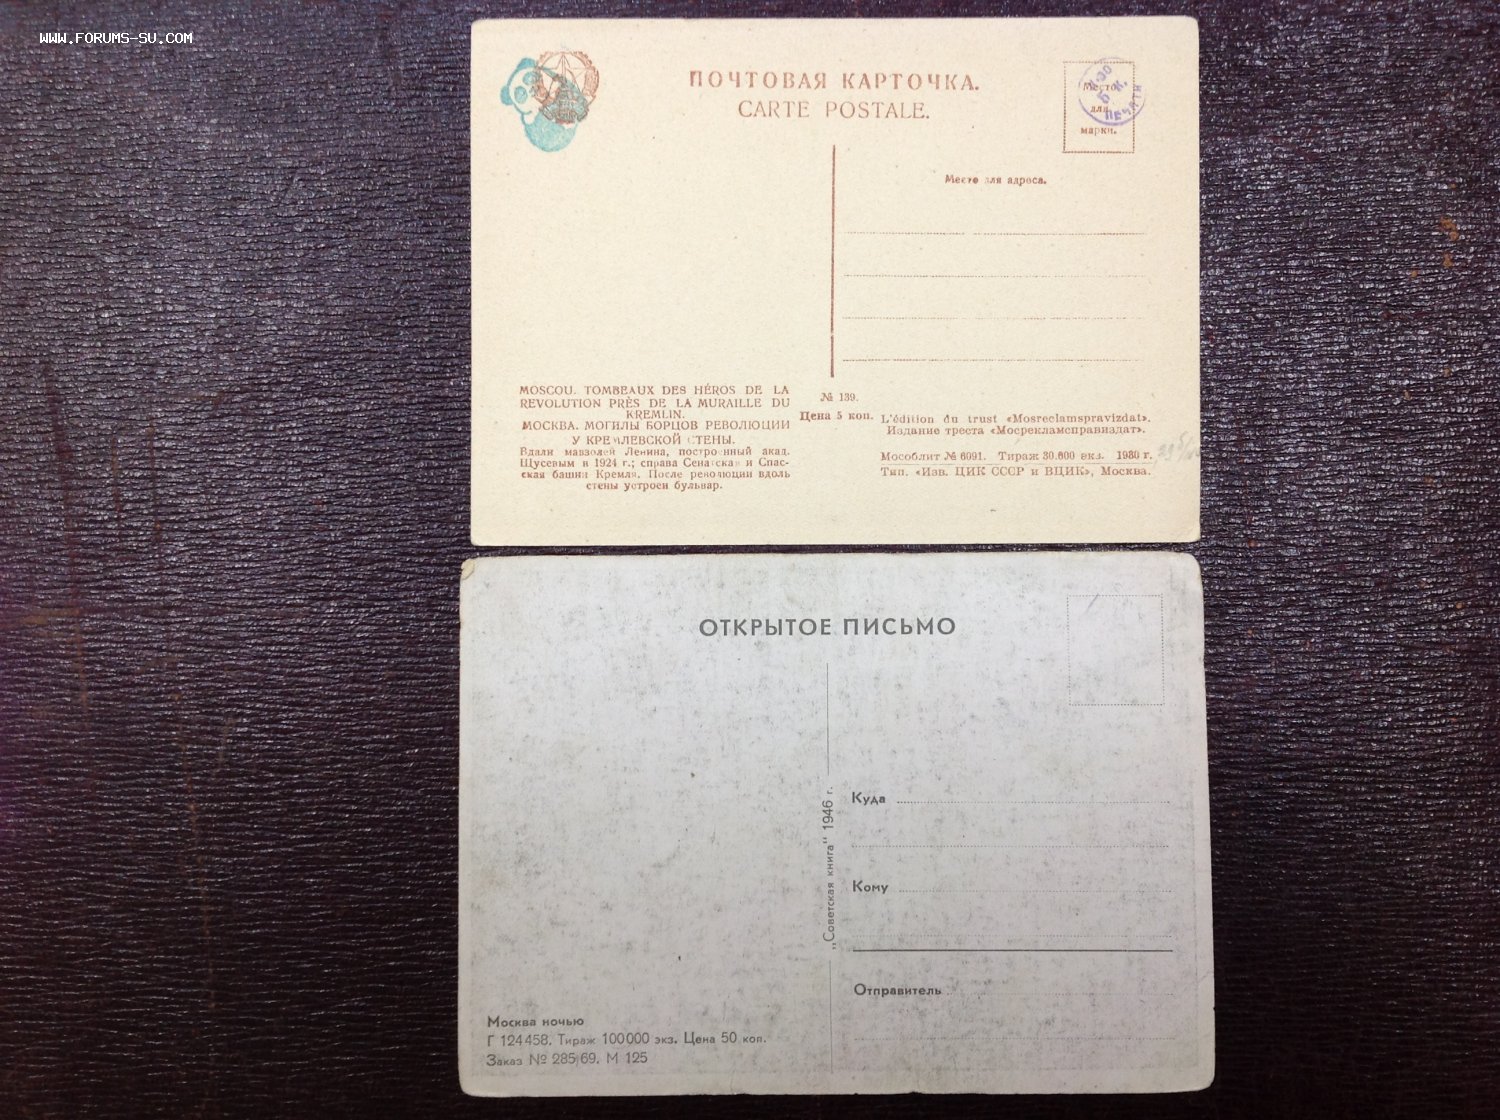 WWW.FORUMS-SU.COM
ПОЧТОВАЯ КАРТОЧКА.
CARTE POSTALE.
Место
для
марки.
Б. К.
ПЕЧАТИ
Место для адреса.
MOSCOU. TOMBEAUX DES HÉROS DE LA
REVOLUTION PRÈS DE LA MURAILLE DU
KREMLIN.
МОСКВА. МОГИЛЫ БОРЦОВ РЕВОЛЮЦИИ
У КРЕМЛЕВСКОЙ СТЕНЫ.
Вдали мавзолей Ленина, построенный акад.
Щусевым в 1924 г.; справа Сенатская и Спас-
ская башни Кремля. После революции вдоль
стены устроен бульвар.
№ 139.
Цена 5 коп.
L'édition du trust «Mosreclamspravizdat».
Издание треста «Мосрекламсправиздат».
Мособлит № 6091. Тираж 30.000 экз. 1930 г.
Тип. «Изв. ЦИК СССР и ВЦИК», Москва.
ОТКРЫТОЕ ПИСЬМО
„Советская книга" 1946 г.
Куда
Кому
Отправитель
Москва ночью
Г 124458. Тираж 100000 экз. Цена 50 коп.
Заказ № 285/69. М 125